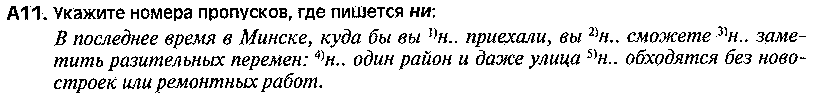 А11. Укажите номера пропусков, где пишется ни:
В последнее время в Минске, куда бы вы 1)н.. приехали, вы 2)н.. сможете 3)н.. заме-
тить разительных перемен: 4)н.. один район и даже улица 5)н.. обходятся без ново-
строек или ремонтных работ.